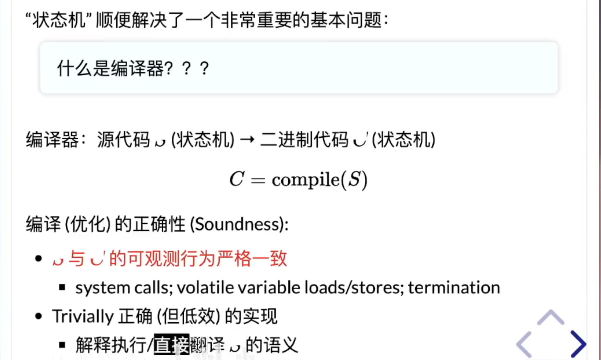 “状态机” 顺便解决了一个非常重要的基本问题：
什么是编译器？？？
编译器：源代码 (状态机) → 二进制代码 (状态机)
C = compile(S)
编译 (优化) 的正确性 (Soundness):
与 的可观测行为严格一致
system calls; volatile variable loads/stores; termination
Trivially 正确 (但低效) 的实现
解释执行/直接翻译 的语义